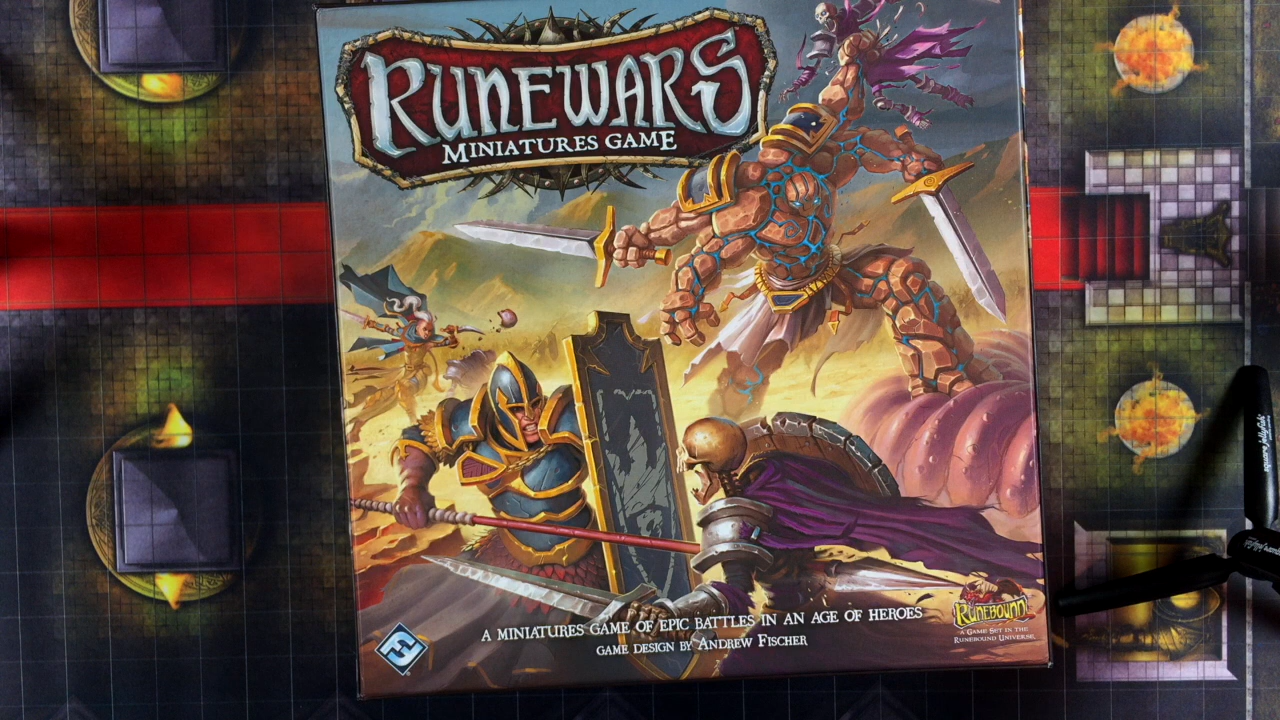 RUNEWARS
MINIATURES GAME
A MINIATURES GAME OF EPIC BATTLES IN AN AGE OF HEROES
GAME DESIGN BY ANDREW FISCHER
RUNEBOUND
A GAME SET IN THE
RUNEBOUND UNIVERSE